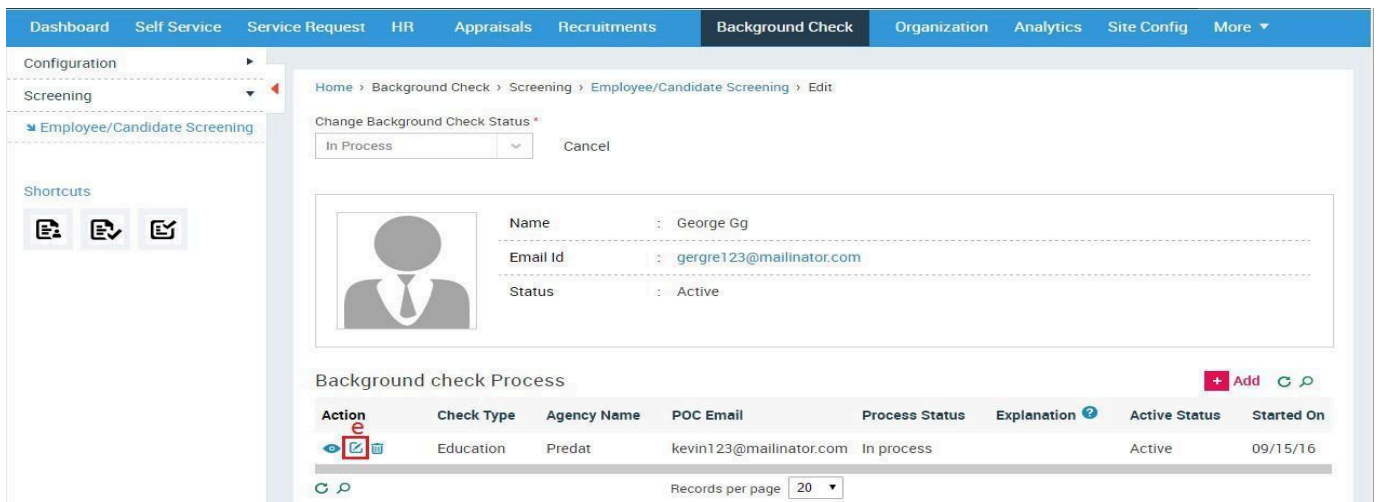 Dashboard Self Service Service Request HR Appraisals Recruitments Background Check Organization Analytics Site Config More
Configuration
Screening
Employee/Candidate Screening
Shortcuts
Home › Background Check › Screening › Employee/Candidate Screening › Edit
Change Background Check Status *
In Process Cancel
Name : George Gg
Email Id : gergre123@mailinator.com
Status : Active
Background check Process + Add
Action Check Type Agency Name POC Email Process Status Explanation ? Active Status Started On
e
Education Predat kevin123@mailinator.com In process Active 09/15/16
Records per page 20